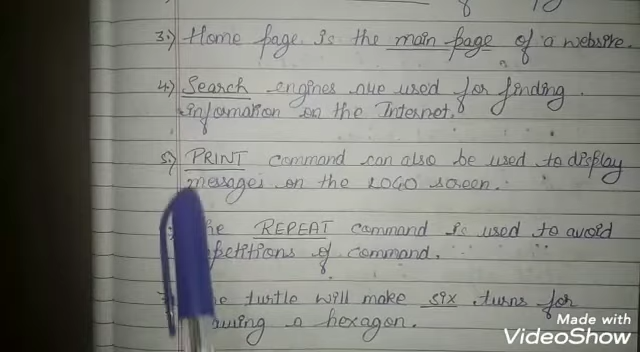 3.) Home page is the main page of a website.
4.) Search engines are used for finding
information on the Internet.
5.) PRINT command can also be used to display
messages on the LOGO screen.
he REPEAT command is used to avoid
of command.
turtle will make six turns for
a hexagon.
Made with
VideoShow